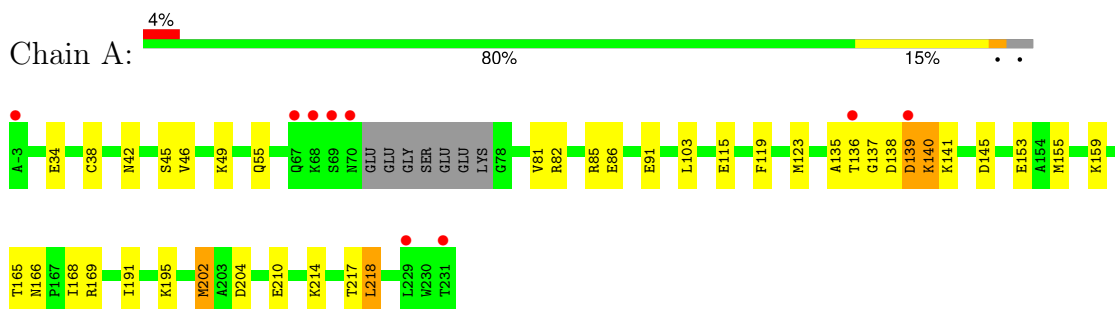 4%
Chain A:
80% 15% • •
A-3 E34 C38 N42 S45 V46 K49 Q55 Q67 K68 S69 N70 GLU GLU GLY SER GLU GLU LYS G78 V81 R82 R85 E86 E91 L103 E115 F119 M123 A135 T136 G137 D138 D139 K140 K141 D145 E153 A154 M155 K159
T165 N166 P167 I168 R169 I191 K195 M202 A203 D204 E210 K214 T217 L218 L229 W230 T231